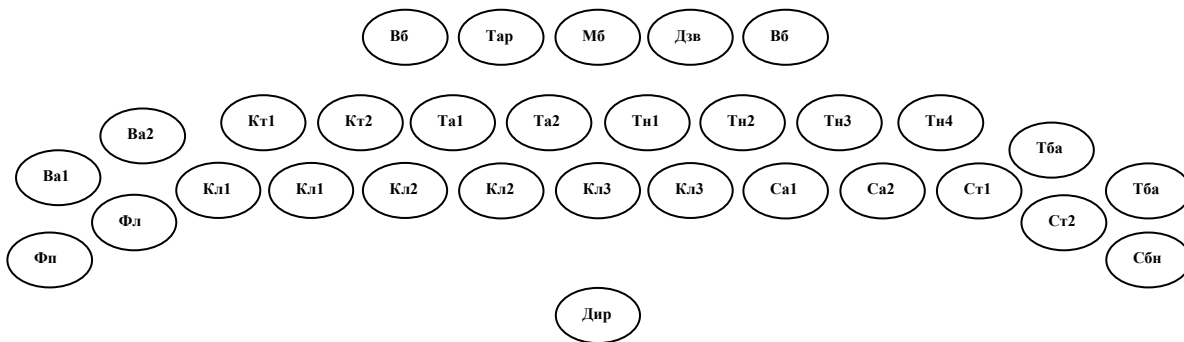 Вб Тар Мб Дзв Вб
Кт1 Кт2 Та1 Та2 Тн1 Тн2 Тн3 Тн4
Ва2 Тба
Ва1 Кл1 Кл1 Кл2 Кл2 Кл3 Кл3 Са1 Са2 Ст1 Тба
Фл Ст2
Фп Сбн
Дир